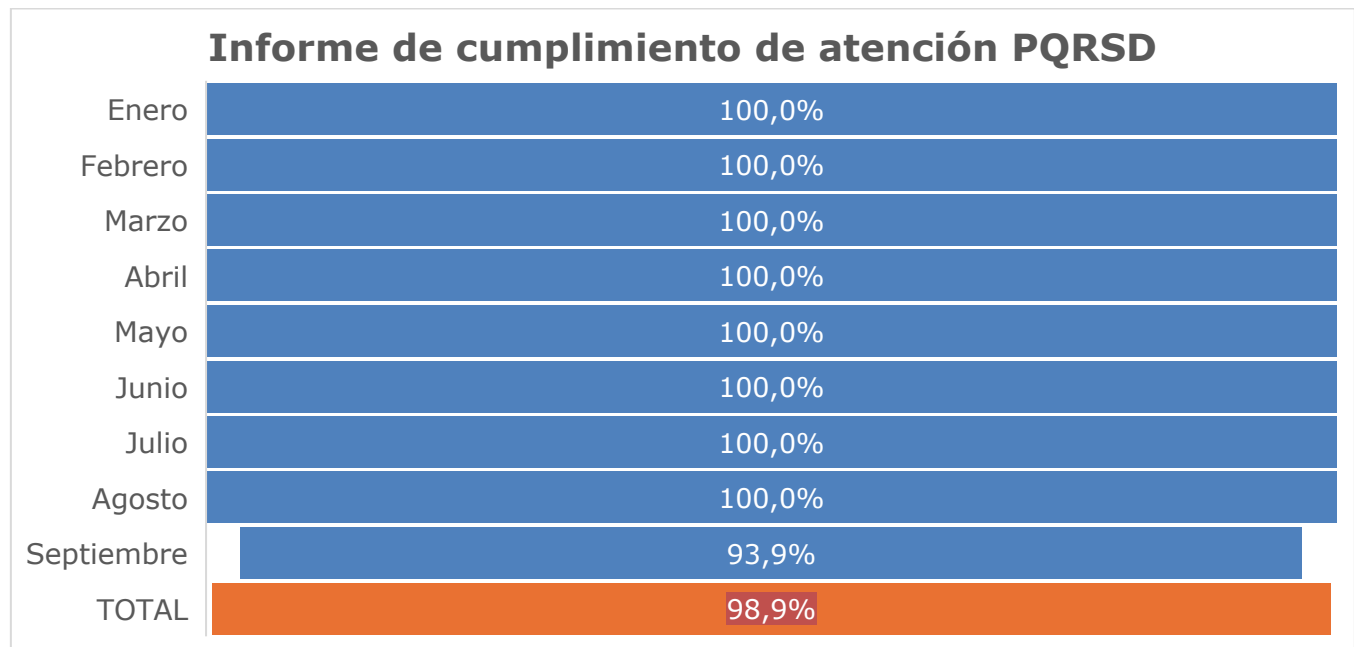 Informe de cumplimiento de atención PQRSD
Enero 100,0%
Febrero 100,0%
Marzo 100,0%
Abril 100,0%
Mayo 100,0%
Junio 100,0%
Julio 100,0%
Agosto 100,0%
Septiembre 93,9%
TOTAL 98,9%